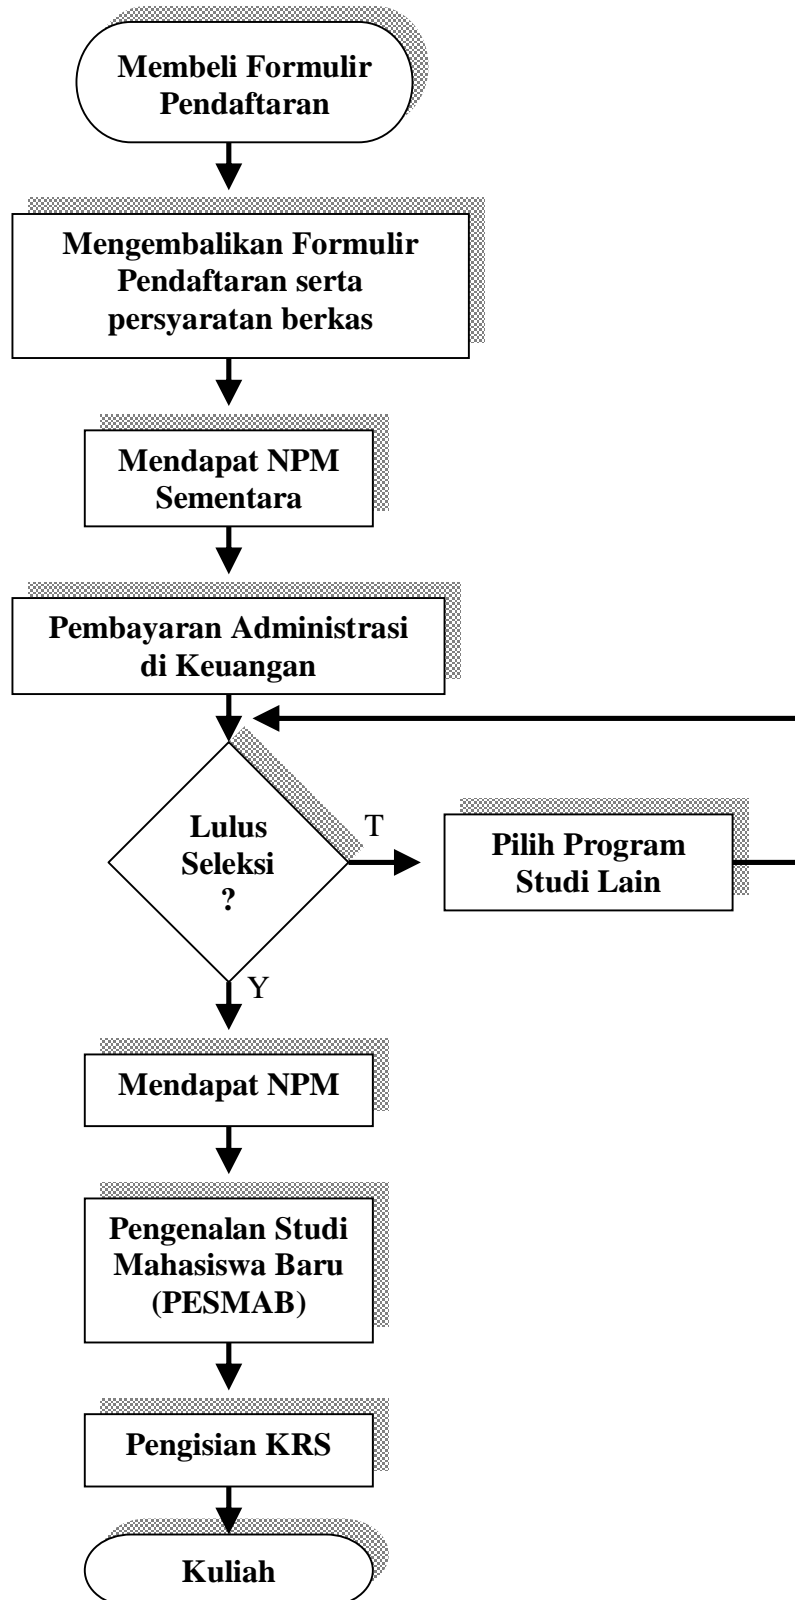 Membeli Formulir
Pendaftaran
Mengembalikan Formulir
Pendaftaran serta
persyaratan berkas
Mendapat NPM
Sementara
Pembayaran Administrasi
di Keuangan
Lulus
Seleksi
?
T
Pilih Program
Studi Lain
Y
Mendapat NPM
Pengenalan Studi
Mahasiswa Baru
(PESMAB)
Pengisian KRS
Kuliah